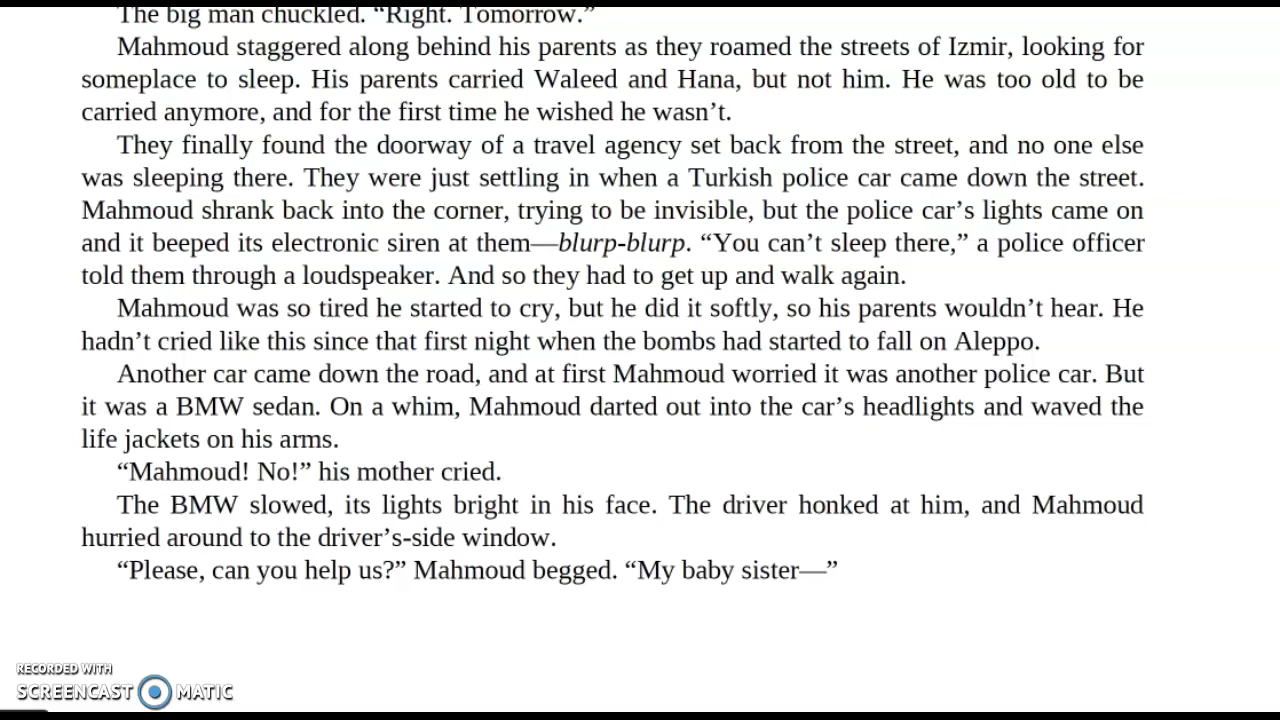 The big man chuckled. “Right. Tomorrow.”
Mahmoud staggered along behind his parents as they roamed the streets of Izmir, looking for
someplace to sleep. His parents carried Waleed and Hana, but not him. He was too old to be
carried anymore, and for the first time he wished he wasn’t.
They finally found the doorway of a travel agency set back from the street, and no one else
was sleeping there. They were just settling in when a Turkish police car came down the street.
Mahmoud shrank back into the corner, trying to be invisible, but the police car’s lights came on
and it beeped its electronic siren at them—blurp-blurp. “You can’t sleep there,” a police officer
told them through a loudspeaker. And so they had to get up and walk again.
Mahmoud was so tired he started to cry, but he did it softly, so his parents wouldn’t hear. He
hadn’t cried like this since that first night when the bombs had started to fall on Aleppo.
Another car came down the road, and at first Mahmoud worried it was another police car. But
it was a BMW sedan. On a whim, Mahmoud darted out into the car’s headlights and waved the
life jackets on his arms.
“Mahmoud! No!” his mother cried.
The BMW slowed, its lights bright in his face. The driver honked at him, and Mahmoud
hurried around to the driver’s-side window.
“Please, can you help us?” Mahmoud begged. “My baby sister—”
RECORDED WITH
SCREENCAST MATIC